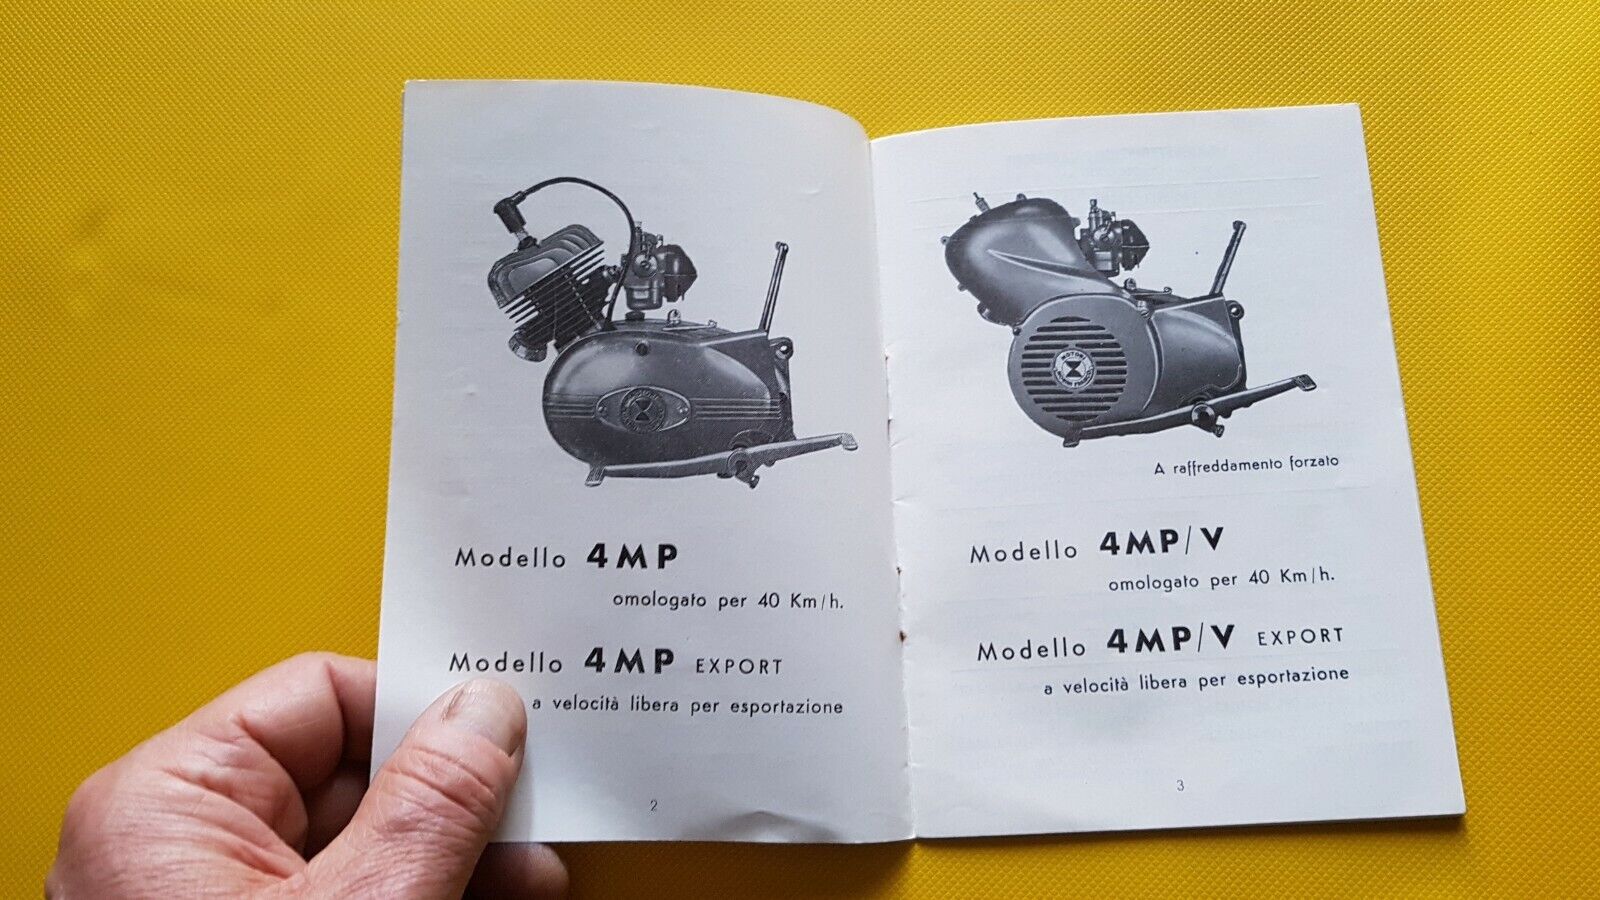 Modello 4MP
omologato per 40 Km/h.
Modello 4MP EXPORT
a velocità libera per esportazione
2
MOTORI
A raffreddamento forzato
Modello 4MP/V
omologato per 40 Km/h.
Modello 4MP/V EXPORT
a velocità libera per esportazione
3